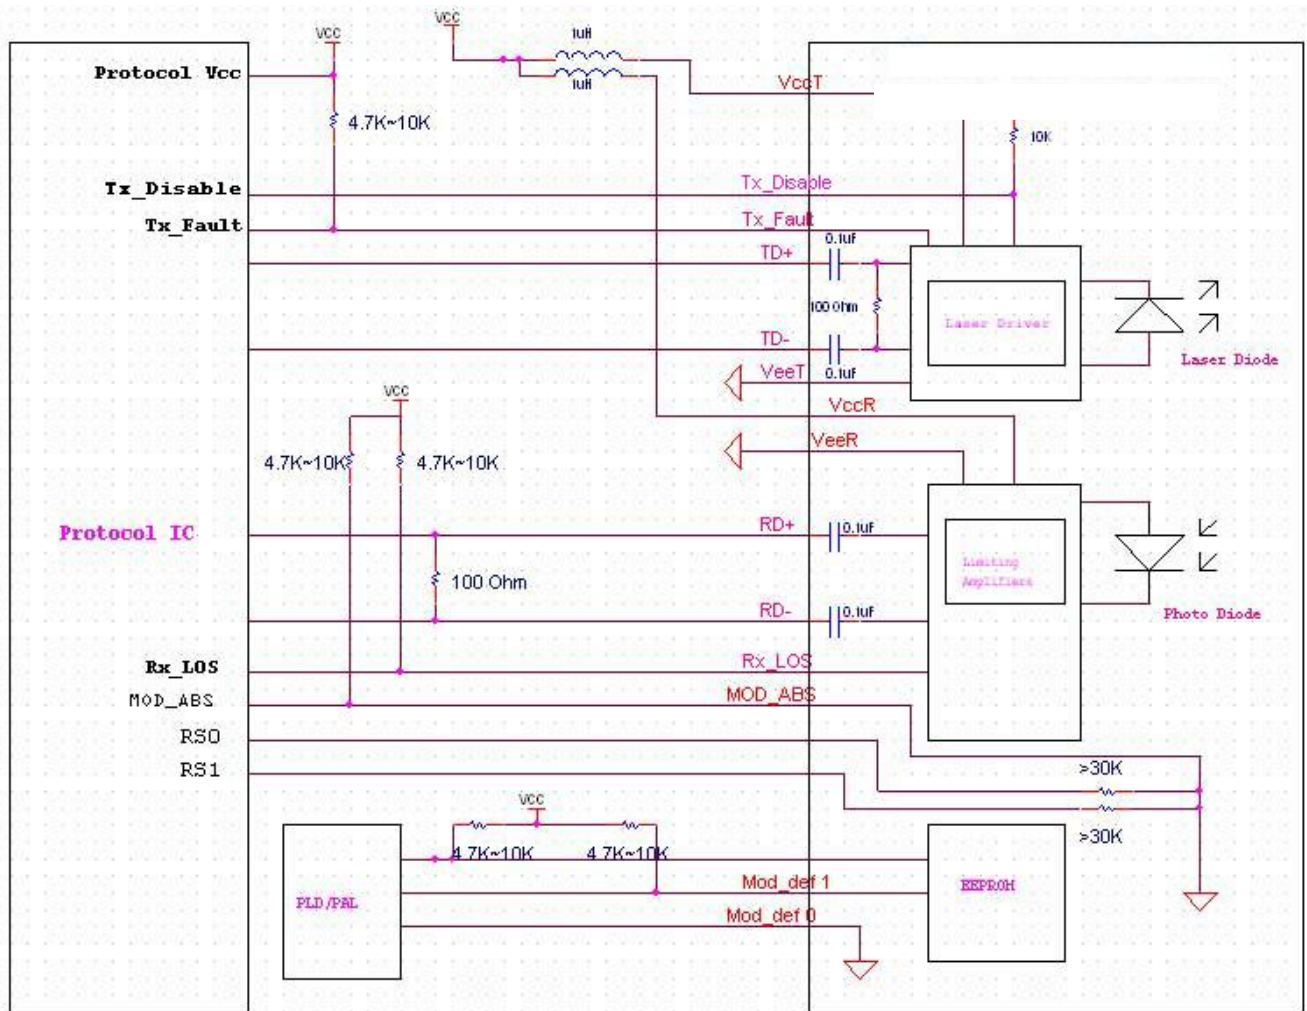 VCC
VCC
1uH
Protocol Vcc
1uH
VccT
4.7K~10K
10K
Tx_Disable
Tx_Disable
Tx_Fault
Tx_Fault
0.1uf
TD+
100 Ohm
Laser Driver
TD-
Laser Diode
VeeT
0.1uf
VCC
VccR
VeeR
4.7K~10K
4.7K~10K
Protocol IC
RD+
0.1uf
Limiting
Amplifiers
100 Ohm
RD-
0.1uf
Photo Diode
Rx_LOS
Rx_LOS
MOD_ABS
MOD_ABS
RS0
RS1
>30K
VCC
>30K
4.7K~10K
4.7K~10K
Mod_def 1
EEPROM
PLD/PAL
Mod_def 0